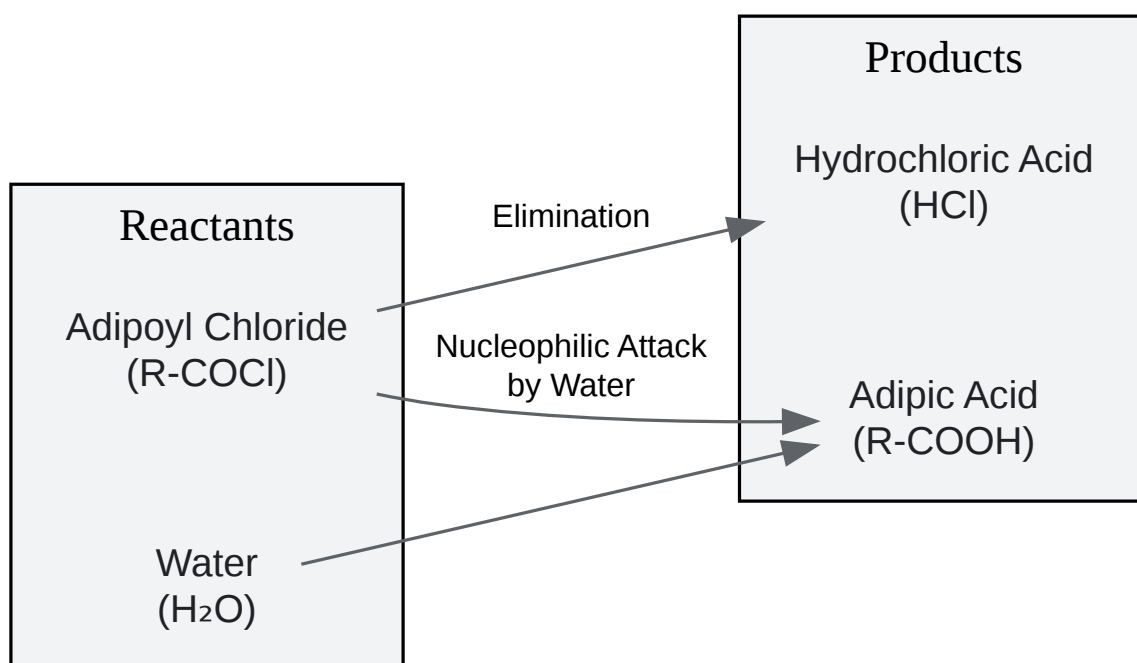 Products
Hydrochloric Acid
(HCl)
Reactants
Elimination
Adipoyl Chloride
(R-COCl)
Nucleophilic Attack
by Water
Adipic Acid
(R-COOH)
Water
(H₂O)